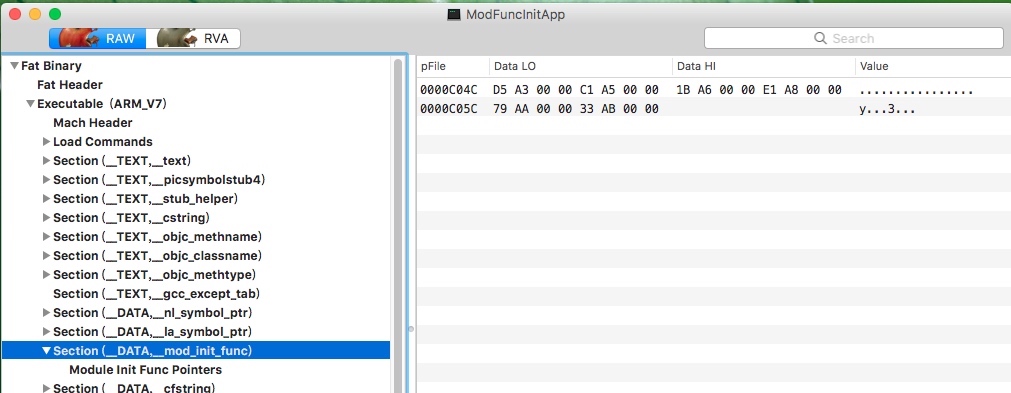 ModFuncInitApp
RAW RVA Search
Fat Binary
Fat Header
Executable (ARM_V7)
Mach Header
Load Commands
Section (__TEXT,__text)
Section (__TEXT,__picsymbolstub4)
Section (__TEXT,__stub_helper)
Section (__TEXT,__cstring)
Section (__TEXT,__objc_methname)
Section (__TEXT,__objc_classname)
Section (__TEXT,__objc_methtype)
Section (__TEXT,__gcc_except_tab)
Section (__DATA,__nl_symbol_ptr)
Section (__DATA,__la_symbol_ptr)
Section (__DATA,__mod_init_func)
Module Init Func Pointers
Section (__DATA,__cfstring)
pFile Data LO Data HI Value
0000C04C D5 A3 00 00 C1 A5 00 00 1B A6 00 00 E1 A8 00 00 ................
0000C05C 79 AA 00 00 33 AB 00 00 y...3...